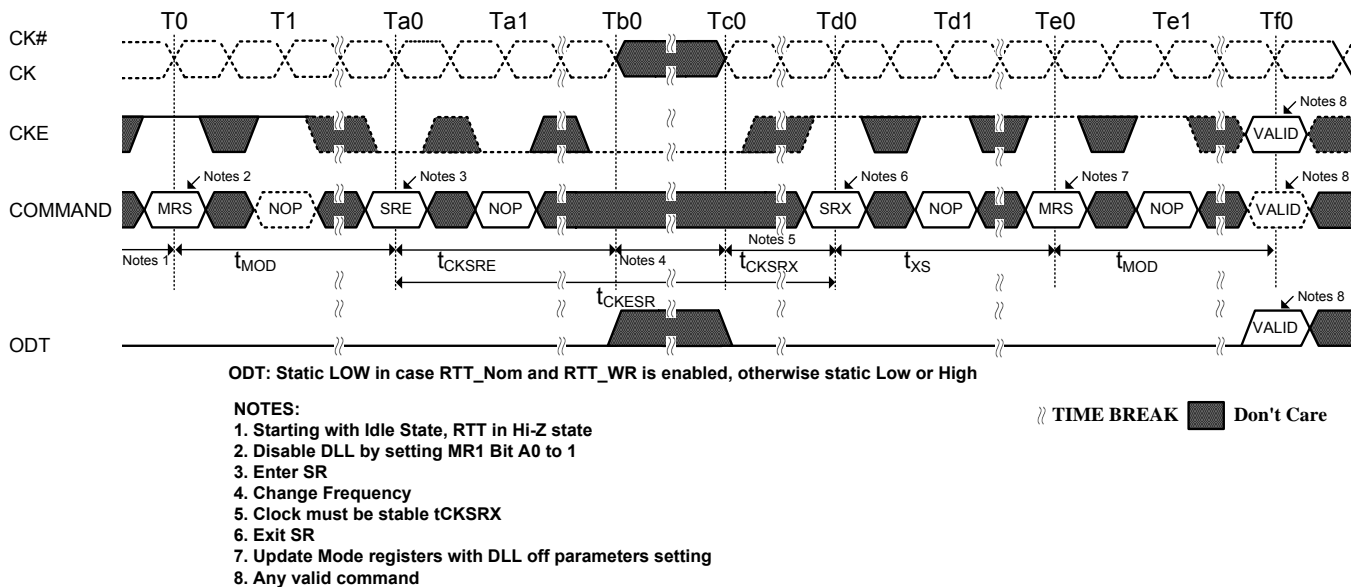 T0 T1 Ta0 Ta1 Tb0 Tc0 Td0 Td1 Te0 Te1 Tf0
CK#
CK
Notes 8
CKE VALID
Notes 2 Notes 3 Notes 6 Notes 7 Notes 8
COMMAND MRS NOP SRE NOP SRX NOP MRS NOP VALID
Notes 1 tMOD tCKSRE Notes 4 Notes 5 tCKSRX tXS tMOD
tCKESR
Notes 8
ODT VALID
ODT: Static LOW in case RTT_Nom and RTT_WR is enabled, otherwise static Low or High
NOTES:
1. Starting with Idle State, RTT in Hi-Z state
2. Disable DLL by setting MR1 Bit A0 to 1
3. Enter SR
4. Change Frequency
5. Clock must be stable tCKSRX
6. Exit SR
7. Update Mode registers with DLL off parameters setting
8. Any valid command
TIME BREAK Don't Care